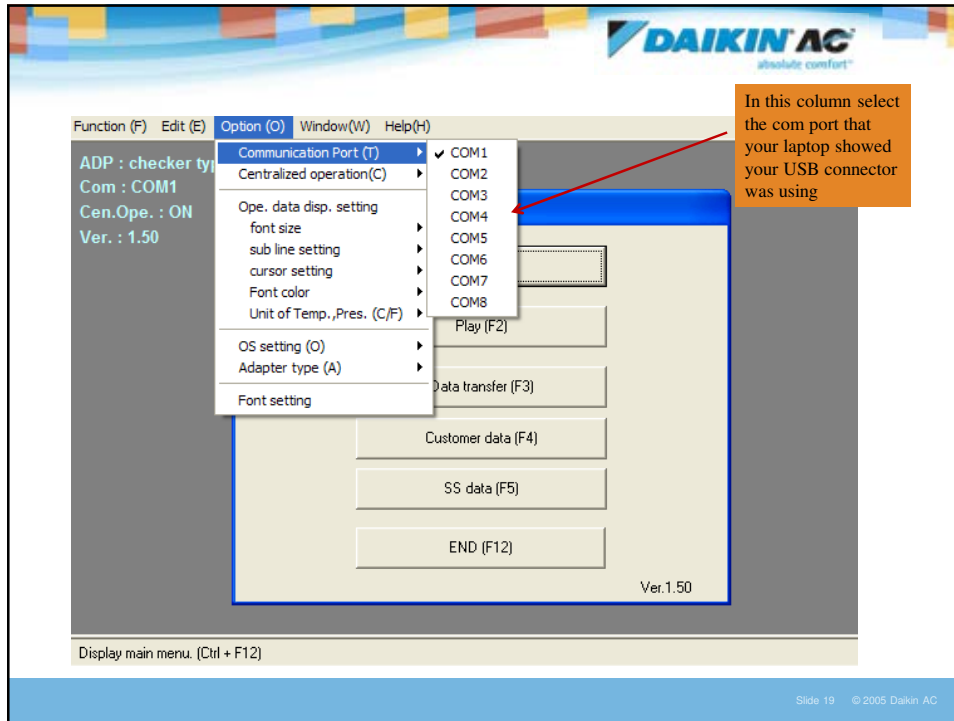 DAIKIN AC
absolute comfort
In this column select
the com port that
your laptop showed
your USB connector
was using
Function (F) Edit (E) Option (O) Window(W) Help(H)
ADP : checker typ
Com : COM1
Cen.Ope. : ON
Ver. : 1.50
Communication Port (T)
Centralized operation(C)
Ope. data disp. setting
font size
sub line setting
cursor setting
Font color
Unit of Temp.,Pres. (C/F)
OS setting (O)
Adapter type (A)
Font setting
COM1
COM2
COM3
COM4
COM5
COM6
COM7
COM8
Play (F2)
Data transfer (F3)
Customer data (F4)
SS data (F5)
END (F12)
Ver.1.50
Display main menu. (Ctrl + F12)
Slide 19 © 2005 Daikin AC